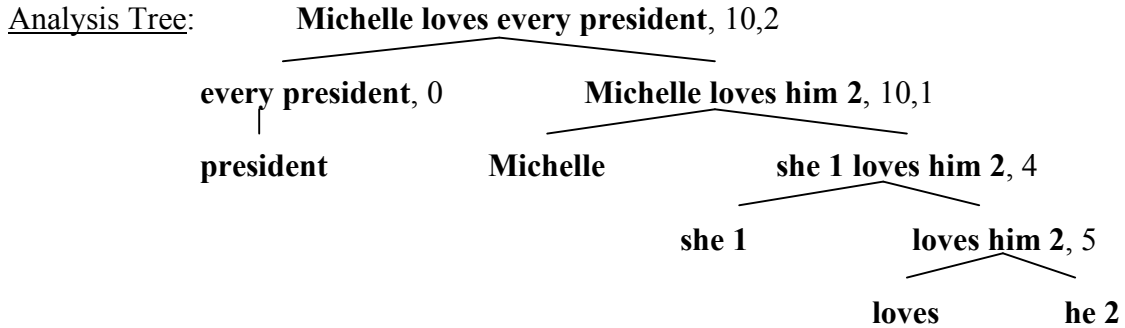 Analysis Tree: Michelle loves every president, 10,2
every president, 0 Michelle loves him 2, 10,1
president Michelle she 1 loves him 2, 4
she 1 loves him 2, 5
loves he 2